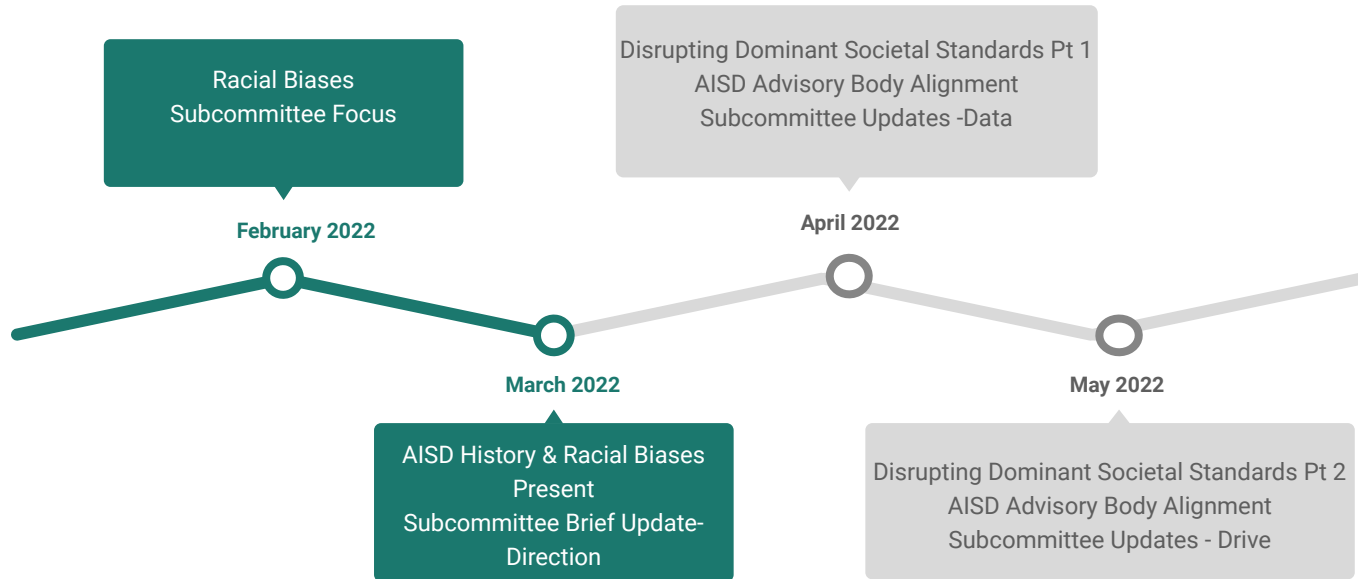 Racial Biases
Subcommittee Focus
February 2022
March 2022
AISD History & Racial Biases
Present
Subcommittee Brief Update-
Direction
Disrupting Dominant Societal Standards Pt 1
AISD Advisory Body Alignment
Subcommittee Updates -Data
April 2022
May 2022
Disrupting Dominant Societal Standards Pt 2
AISD Advisory Body Alignment
Subcommittee Updates - Drive